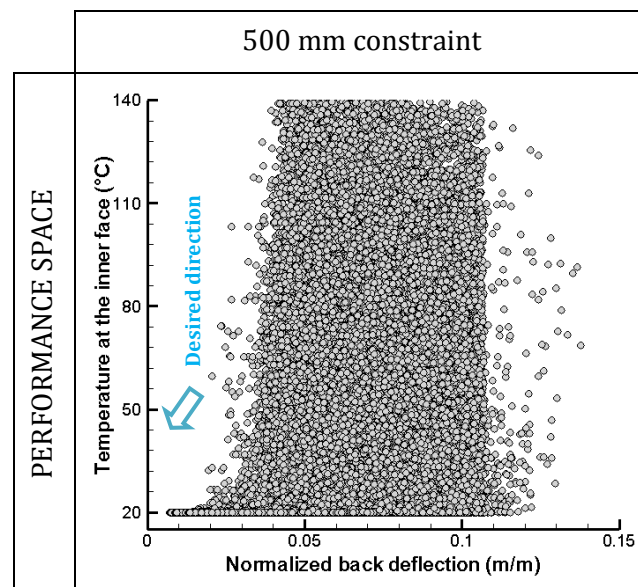 500 mm constraint
PERFORMANCE SPACE
Temperature at the inner face (°C)
140
110
80
50
20
Desired direction
0
0.05
0.1
0.15
Normalized back deflection (m/m)